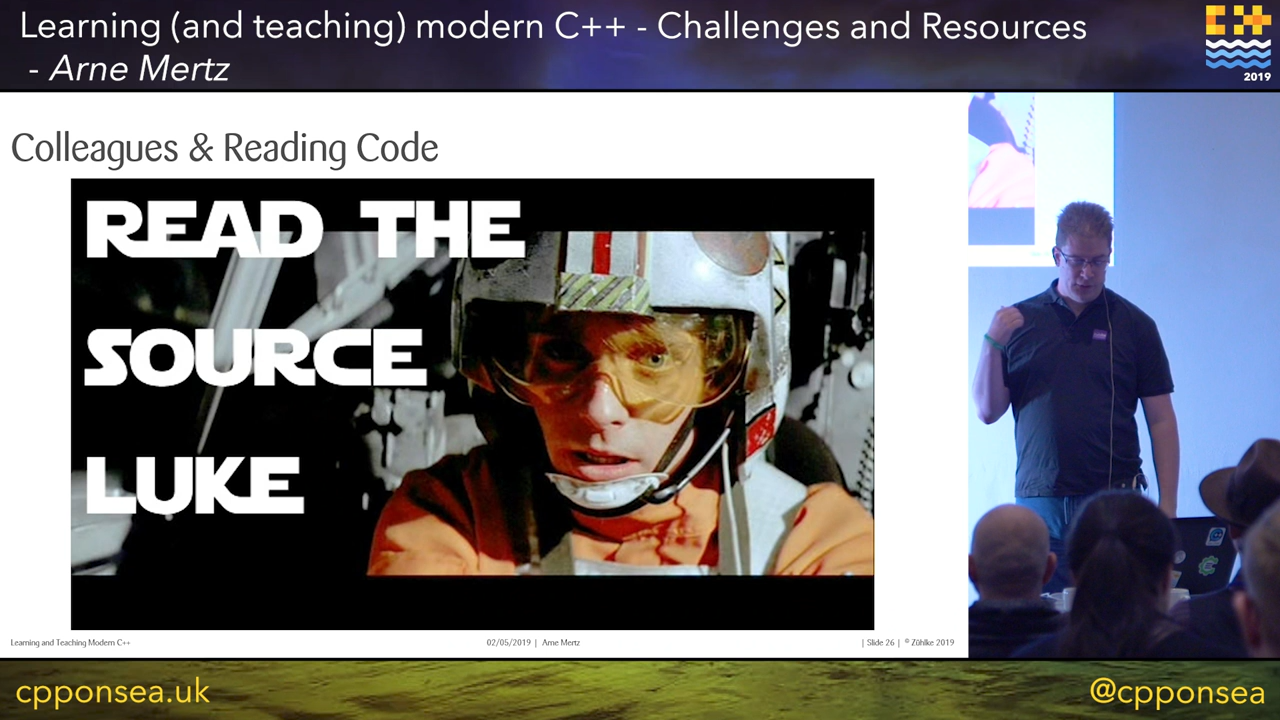 Learning (and teaching) modern C++ - Challenges and Resources
- Arne Mertz
2019
Colleagues & Reading Code
READ THE
SOURCE
LUKE
Learning and Teaching Modern C++
02/05/2019 | Arne Mertz
| Slide 26 | © Zühlke 2019
cpponsea.uk
@cpponsea